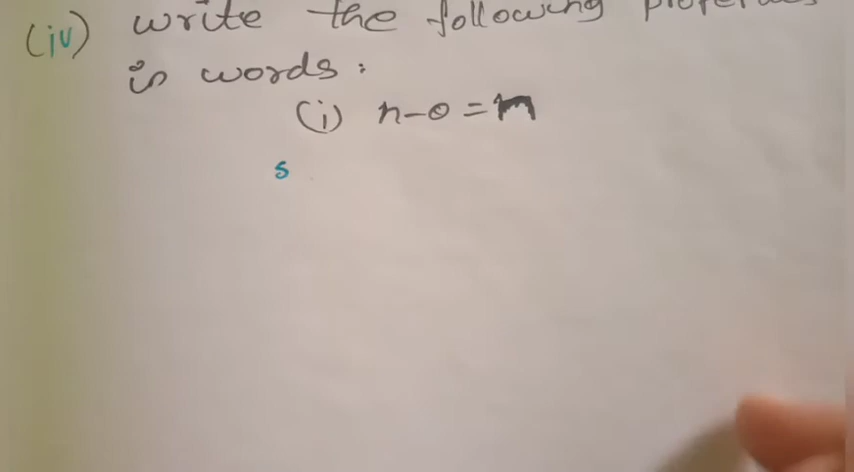 (iv) write the following
in words :
(i) n-0=n
s